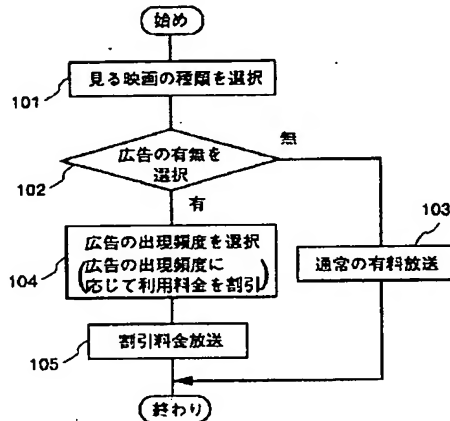 始め
見る映画の種類を選択
101
広告の有無を
選択
無
102
有
103
広告の出現頻度を選択
(広告の出現頻度に
応じて利用料金を割引)
104
通常の有料放送
割引料金放送
105
終わり